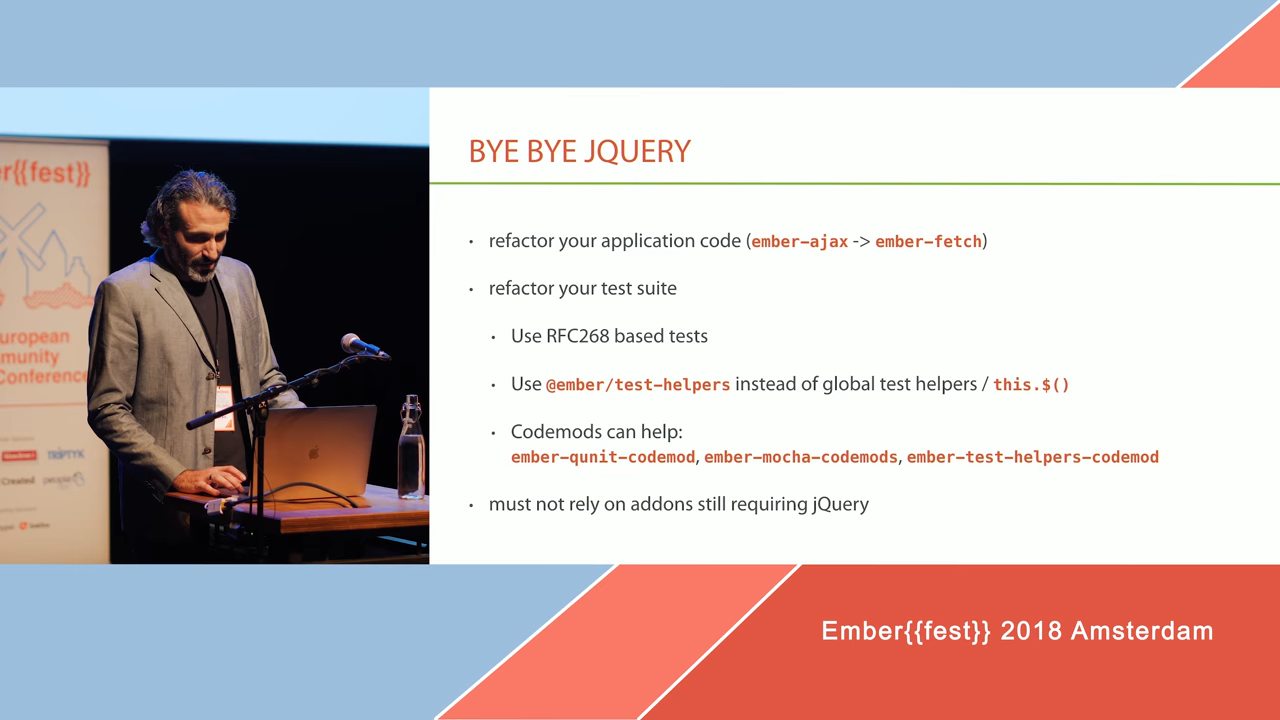 er{{fest}}
uropean
munity
Conference
TRIPTYK
Created.
BYE BYE JQUERY
• refactor your application code (ember-ajax -> ember-fetch)
• refactor your test suite
• Use RFC268 based tests
• Use @ember/test-helpers instead of global test helpers / this.$()
• Codemods can help:
ember-qunit-codemod, ember-mocha-codemods, ember-test-helpers-codemod
• must not rely on addons still requiring jQuery
Ember{{fest}} 2018 Amsterdam